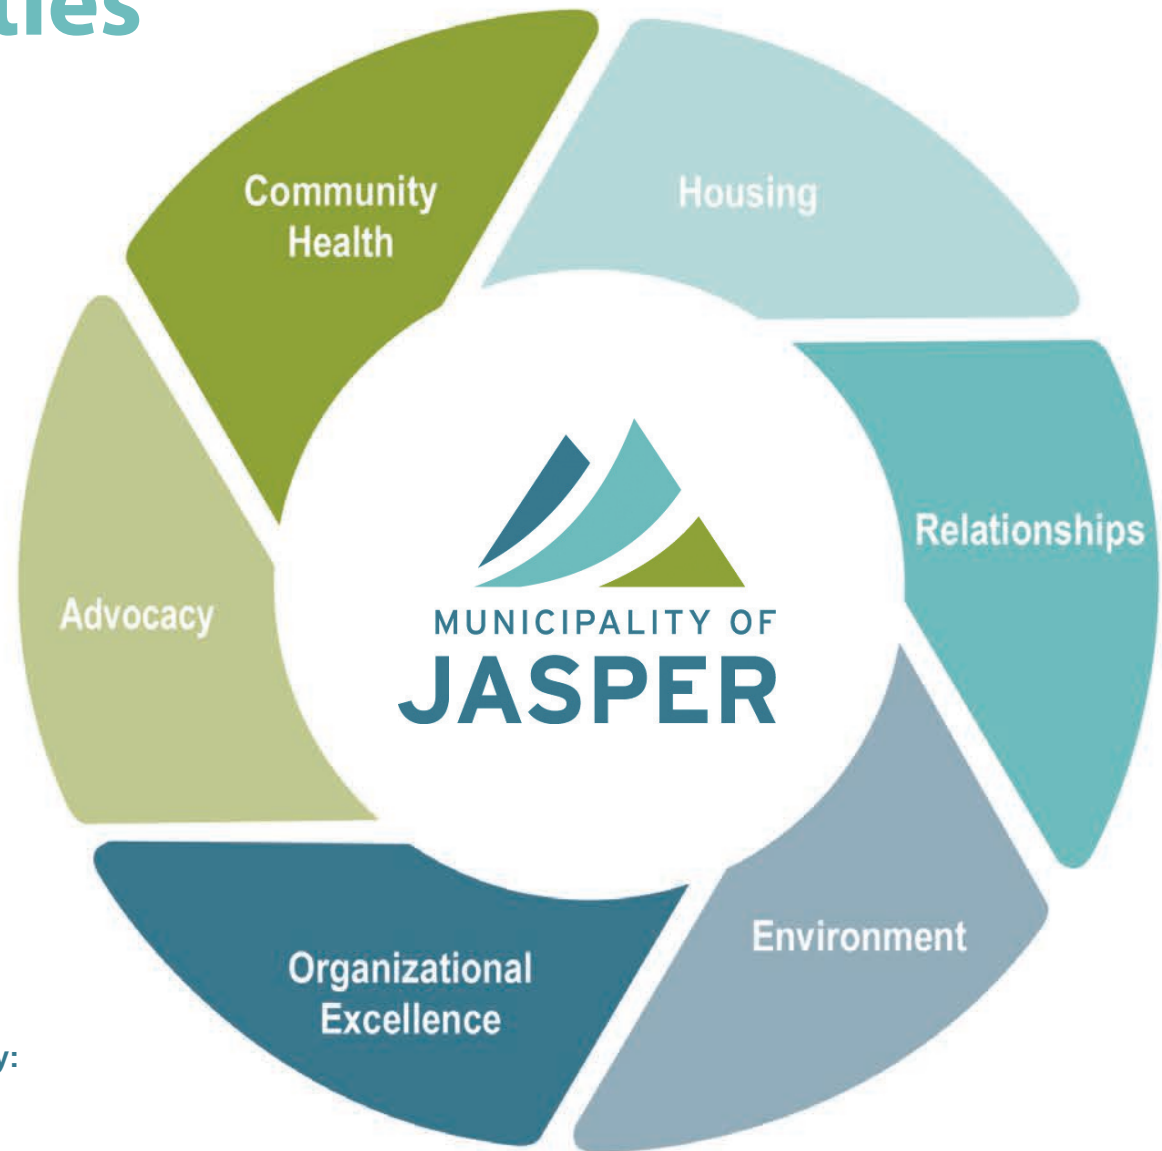 ties
Community
Health
Housing
Relationships
Advocacy
MUNICIPALITY OF
JASPER
Environment
Organizational
Excellence
y: